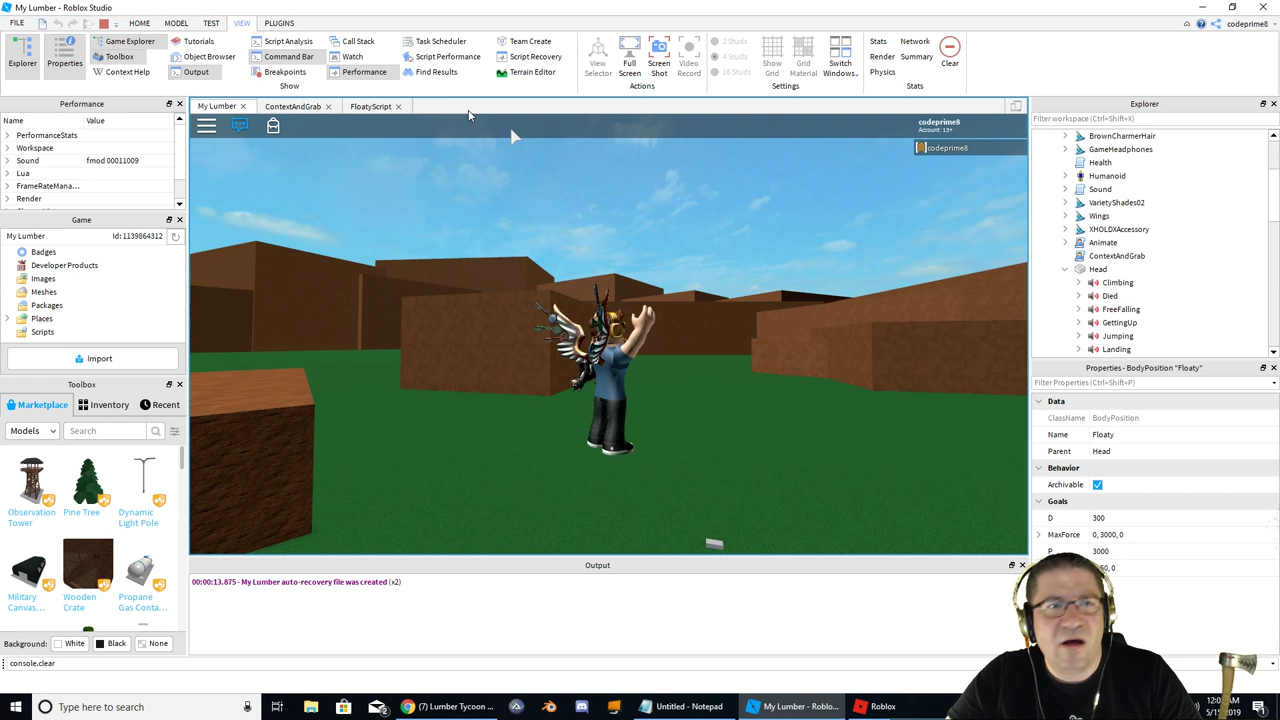 My Lumber - Roblox Studio
FILE HOME MODEL TEST VIEW PLUGINS codeprime8
Explorer Properties
Game Explorer Tutorials Script Analysis Call Stack Task Scheduler Team Create
Toolbox Object Browser Command Bar Watch Script Performance Script Recovery
Context Help Output Breakpoints Performance Find Results Terrain Editor
Show
View Selector Full Screen Screen Shot Video Record
Actions
2 Studs
4 Studs
16 Studs
Show Grid Grid Material Switch Windows...
Settings
Stats Network
Render Summary
Physics
Clear
Stats
Performance
Name Value
PerformanceStats
Workspace
Sound fmod 00011009
Lua
FrameRateMana...
Render
Game
My Lumber Id: 1139864312
Badges
Developer Products
Images
Meshes
Packages
Places
Scripts
Import
Toolbox
Marketplace Inventory Recent
Models Search
Observation Tower
Pine Tree
Dynamic Light Pole
Military Canvas...
Wooden Crate
Propane Gas Conta...
Background: White Black None
console.clear
My Lumber ContextAndGrab FloatyScript
codeprime8
Account: 13+
codeprime8
Output
00:00:13.875 - My Lumber auto-recovery file was created (x2)
Explorer
Filter workspace (Ctrl+Shift+X)
BrownCharmerHair
GameHeadphones
Health
Humanoid
Sound
VarietyShades02
Wings
XHOLDXAccessory
Animate
ContextAndGrab
Head
Climbing
Died
FreeFalling
GettingUp
Jumping
Landing
Properties - BodyPosition "Floaty"
Filter Properties (Ctrl+Shift+P)
Data
ClassName BodyPosition
Name Floaty
Parent Head
Behavior
Archivable
Goals
D 300
MaxForce 0, 3000, 0
P 3000
Type here to search
(7) Lumber Tycoon ...
Untitled - Notepad
My Lumber - Roblo...
Roblox